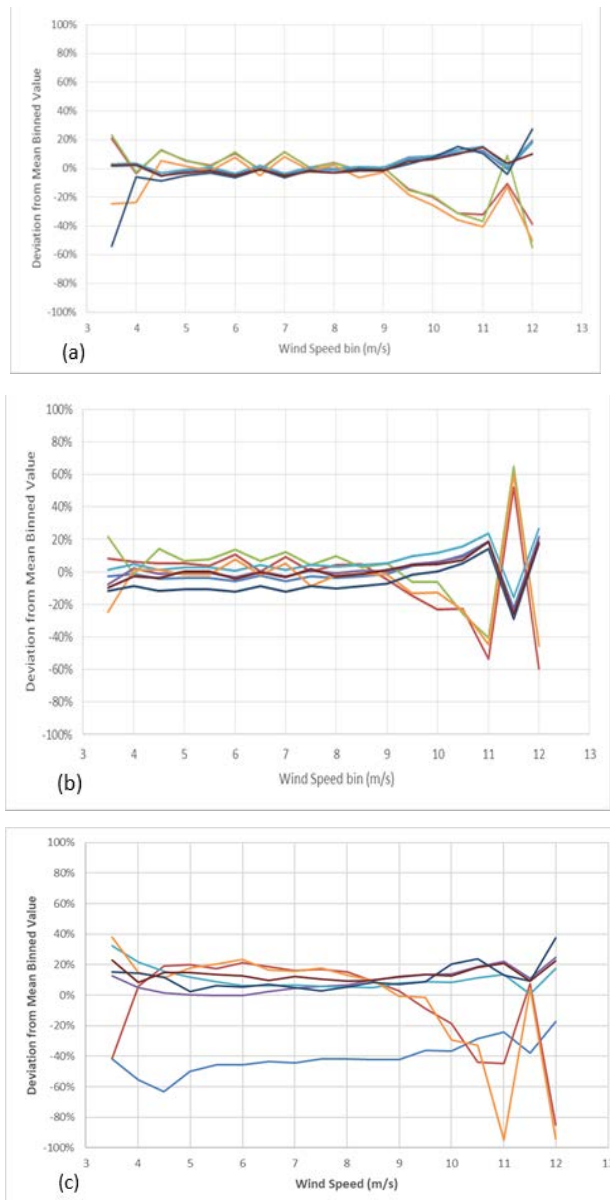 100%
80%
60%
40%
20%
0%
-20%
-40%
-60%
-80%
-100%
Deviation from Mean Binned Value
3 4 5 6 7 8 9 10 11 12 13
Wind Speed bin (m/s)
(a)
100%
80%
60%
40%
20%
0%
-20%
-40%
-60%
-80%
-100%
Deviation from Mean Binned Value
3 4 5 6 7 8 9 10 11 12 13
Wind Speed bin (m/s)
(b)
100%
80%
60%
40%
20%
0%
-20%
-40%
-60%
-80%
-100%
Deviation from Mean Binned Value
3 4 5 6 7 8 9 10 11 12 13
Wind Speed (m/s)
(c)